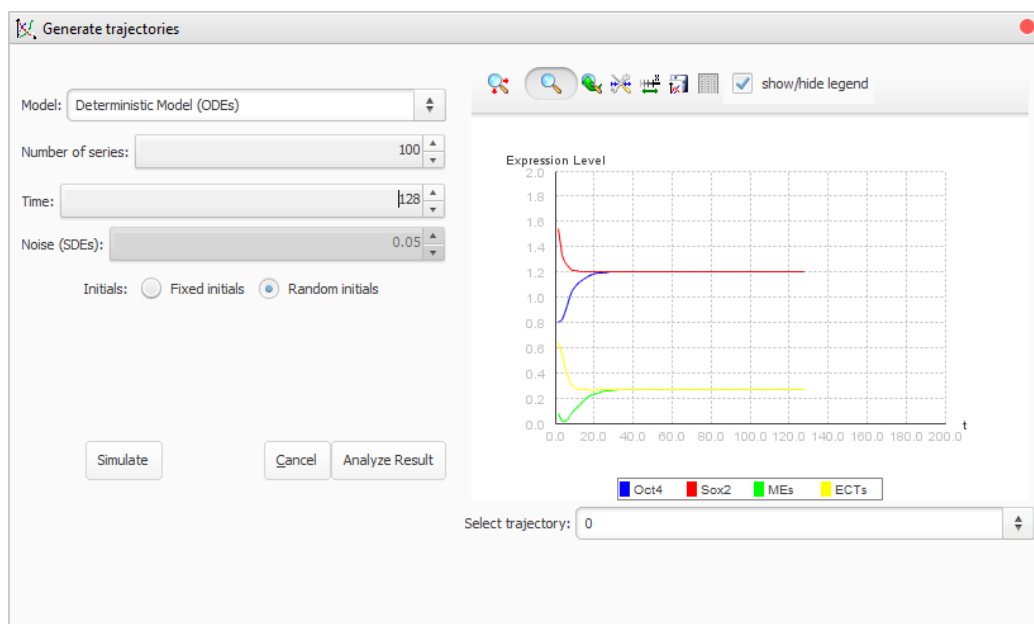 Generate trajectories
Model: Deterministic Model (ODEs)
Number of series: 100
Time: 128
Noise (SDEs): 0.05
Initials: Fixed initials Random initials
Simulate Cancel Analyze Result
show/hide legend
Expression Level
2.0
1.8
1.6
1.4
1.2
1.0
0.8
0.6
0.4
0.2
0.0
t
0.0 20.0 40.0 60.0 80.0 100.0 120.0 140.0 160.0 180.0 200.0
Oct4 Sox2 MEs ECTs
Select trajectory: 0